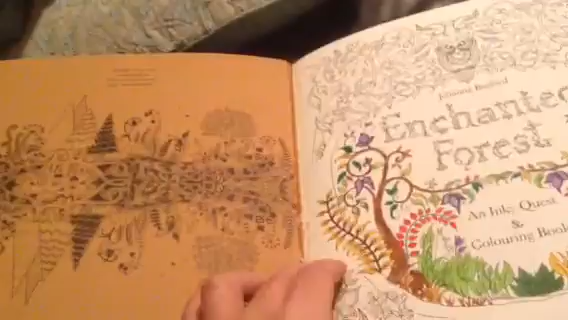 Johanna Basford
Enchanted
Forest
An Inky Quest
&
Colouring Book